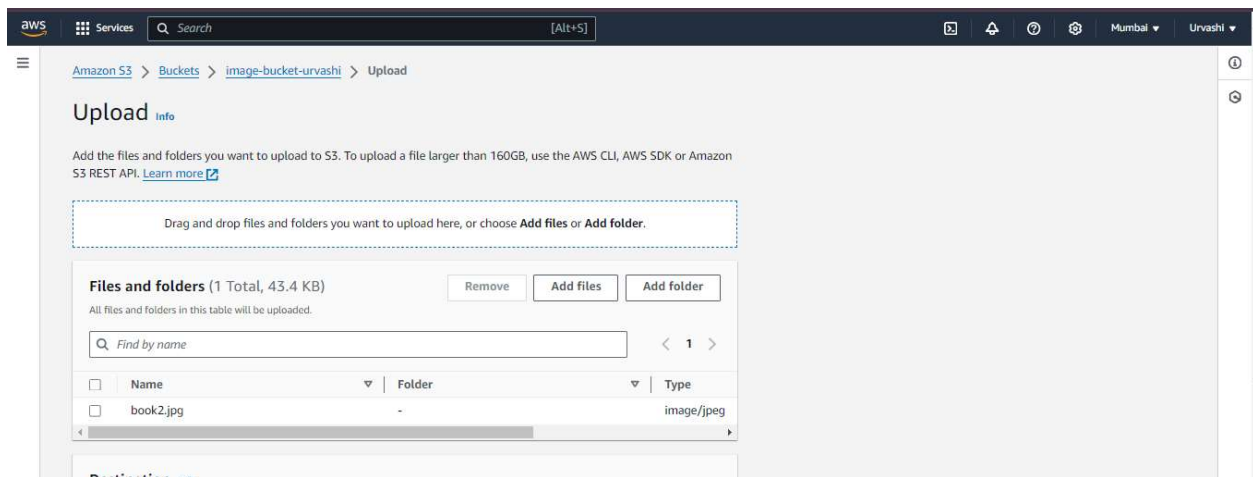 aws
Services
Search
[Alt+S]
Mumbai
Urvashi
Amazon S3 > Buckets > image-bucket-urvashi > Upload
Upload Info
Add the files and folders you want to upload to S3. To upload a file larger than 160GB, use the AWS CLI, AWS SDK or Amazon
S3 REST API. Learn more
Drag and drop files and folders you want to upload here, or choose Add files or Add folder.
Files and folders (1 Total, 43.4 KB)
Remove
Add files
Add folder
All files and folders in this table will be uploaded.
Find by name
< 1 >
Name
Folder
Type
book2.jpg
-
image/jpeg